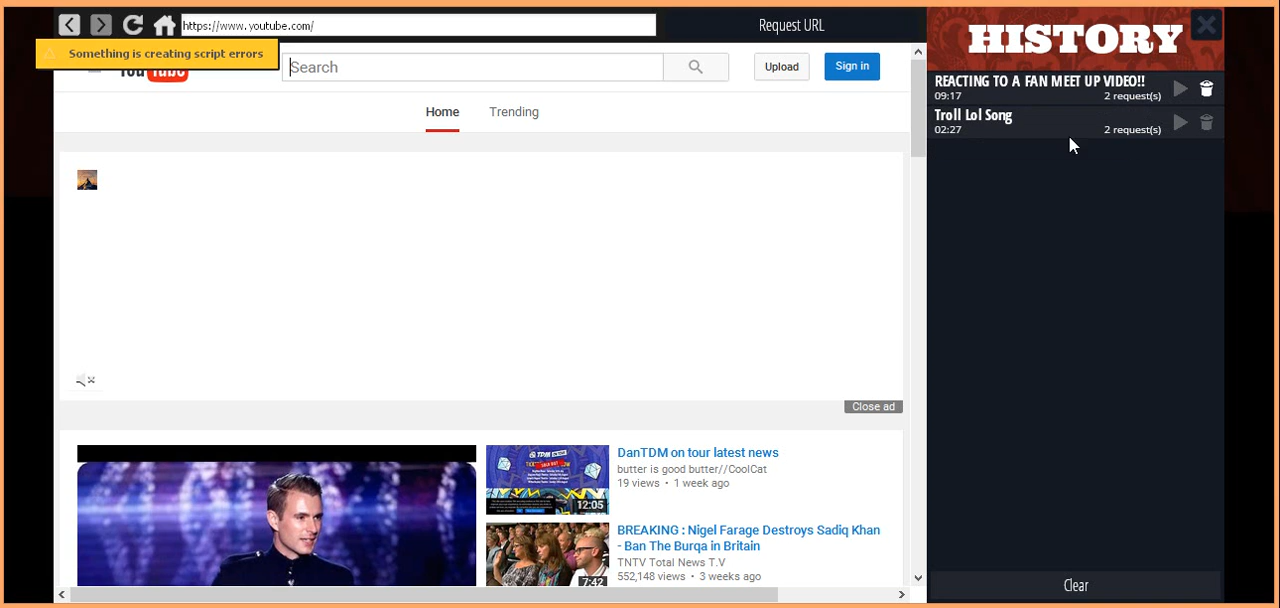 https://www.youtube.com/
Request URL
Something is creating script errors
YouTube
Search
Upload
Sign in
Home
Trending
Close ad
DanTDM on tour latest news
butter is good butter//CoolCat
19 views • 1 week ago
12:05
BREAKING : Nigel Farage Destroys Sadiq Khan
- Ban The Burqa in Britain
TNTV Total News T.V
552,148 views • 3 weeks ago
7:42
HISTORY
REACTING TO A FAN MEET UP VIDEO!!
09:17
2 request(s)
Troll Lol Song
02:27
2 request(s)
Clear